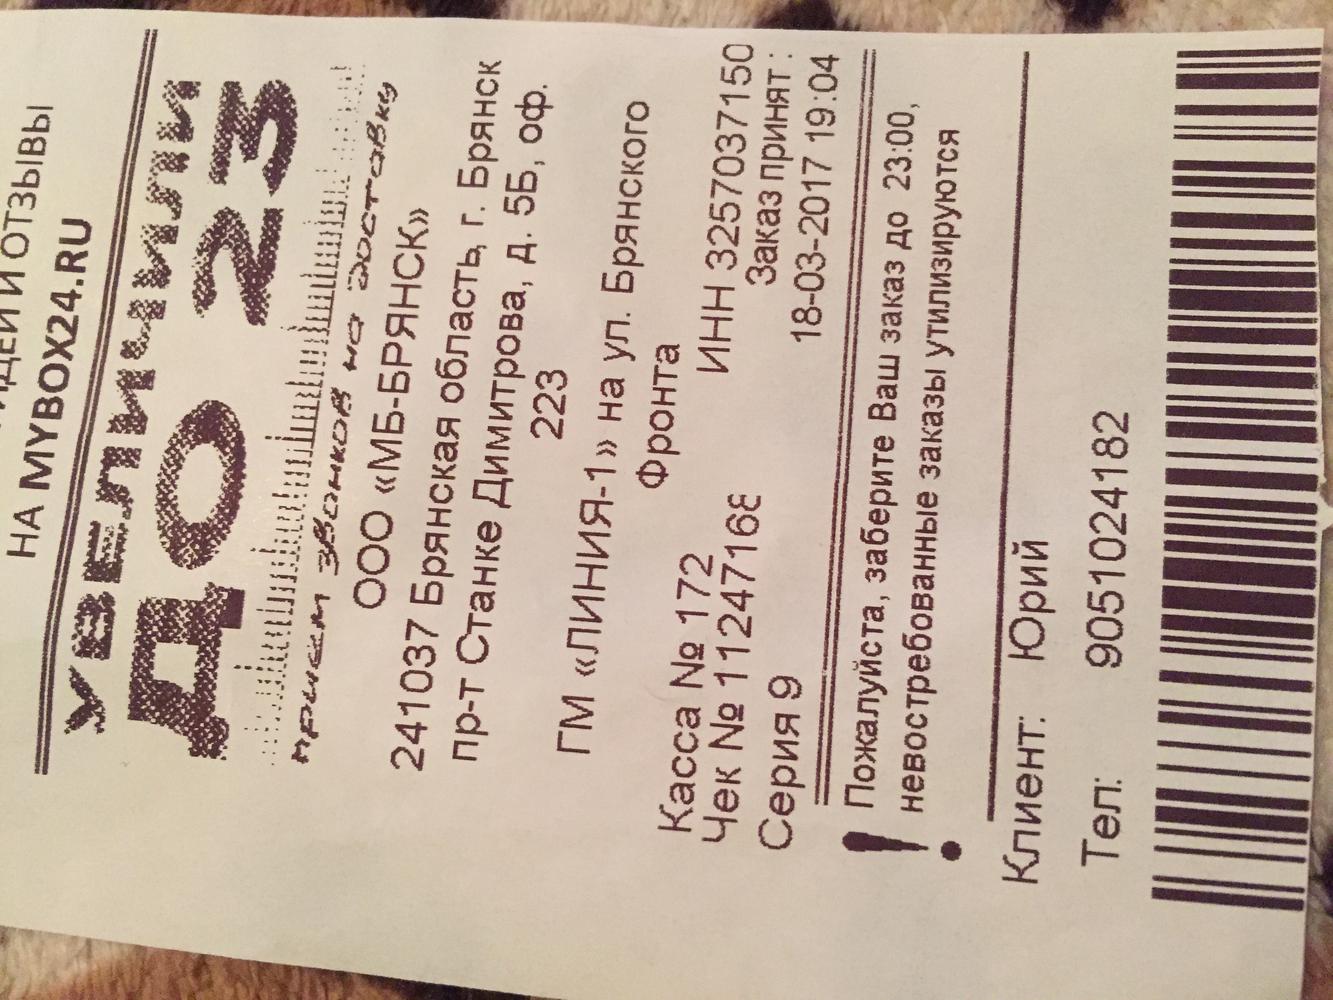 ИДЕИ И ОТЗЫВЫ
НА MYBOX24.RU
УВЕЛИЧИЛИ
ДО 23
приём звонков на доставку
ООО «МБ-БРЯНСК»
241037 Брянская область, г. Брянск
пр-т Станке Димитрова, д. 5Б, оф.
223
ГМ «ЛИНИЯ-1» на ул. Брянского
Фронта
Касса № 172 ИНН 3257037150
Чек № 11247168 Заказ принят :
Серия 9 18-03-2017 19:04
! Пожалуйста, заберите Ваш заказ до 23:00,
невостребованные заказы утилизируются
Клиент: Юрий
Тел: 9051024182